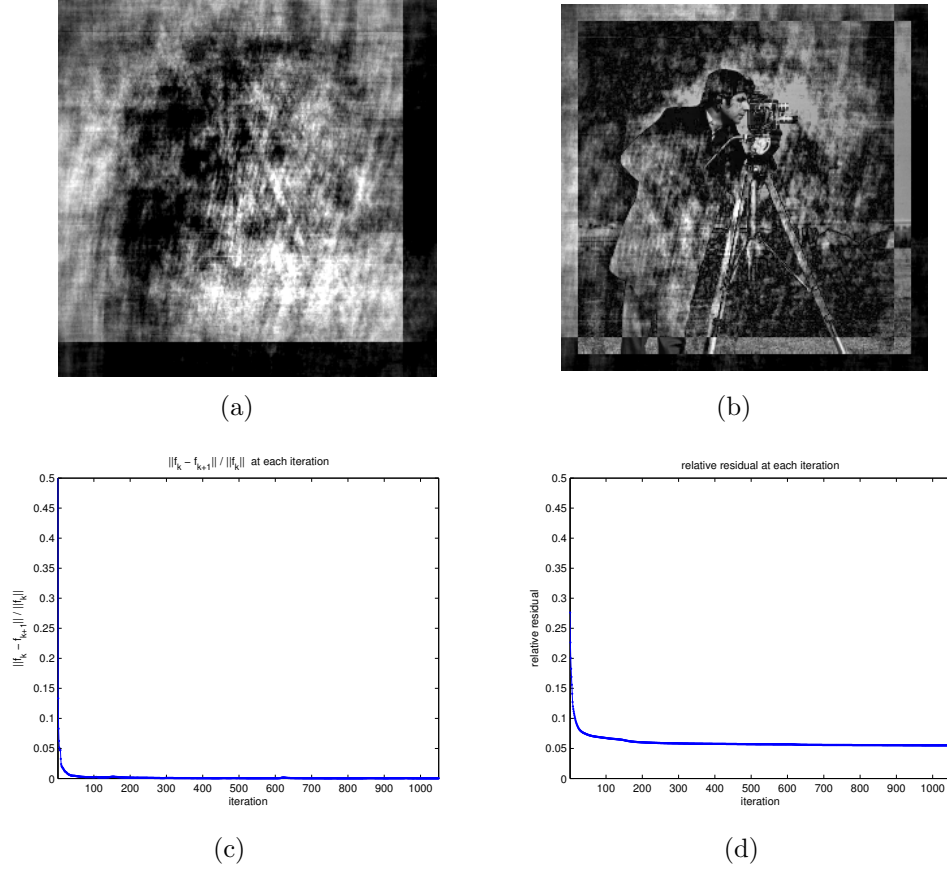 (a)
(b)
||f_k − f_{k+1}|| / ||f_k|| at each iteration
0.5
0.45
0.4
0.35
0.3
0.25
0.2
0.15
0.1
0.05
0
||f_k − f_{k+1}|| / ||f_k||
100 200 300 400 500 600 700 800 900 1000
iteration
(c)
relative residual at each iteration
0.5
0.45
0.4
0.35
0.3
0.25
0.2
0.15
0.1
0.05
0
relative residual
100 200 300 400 500 600 700 800 900 1000
iteration
(d)